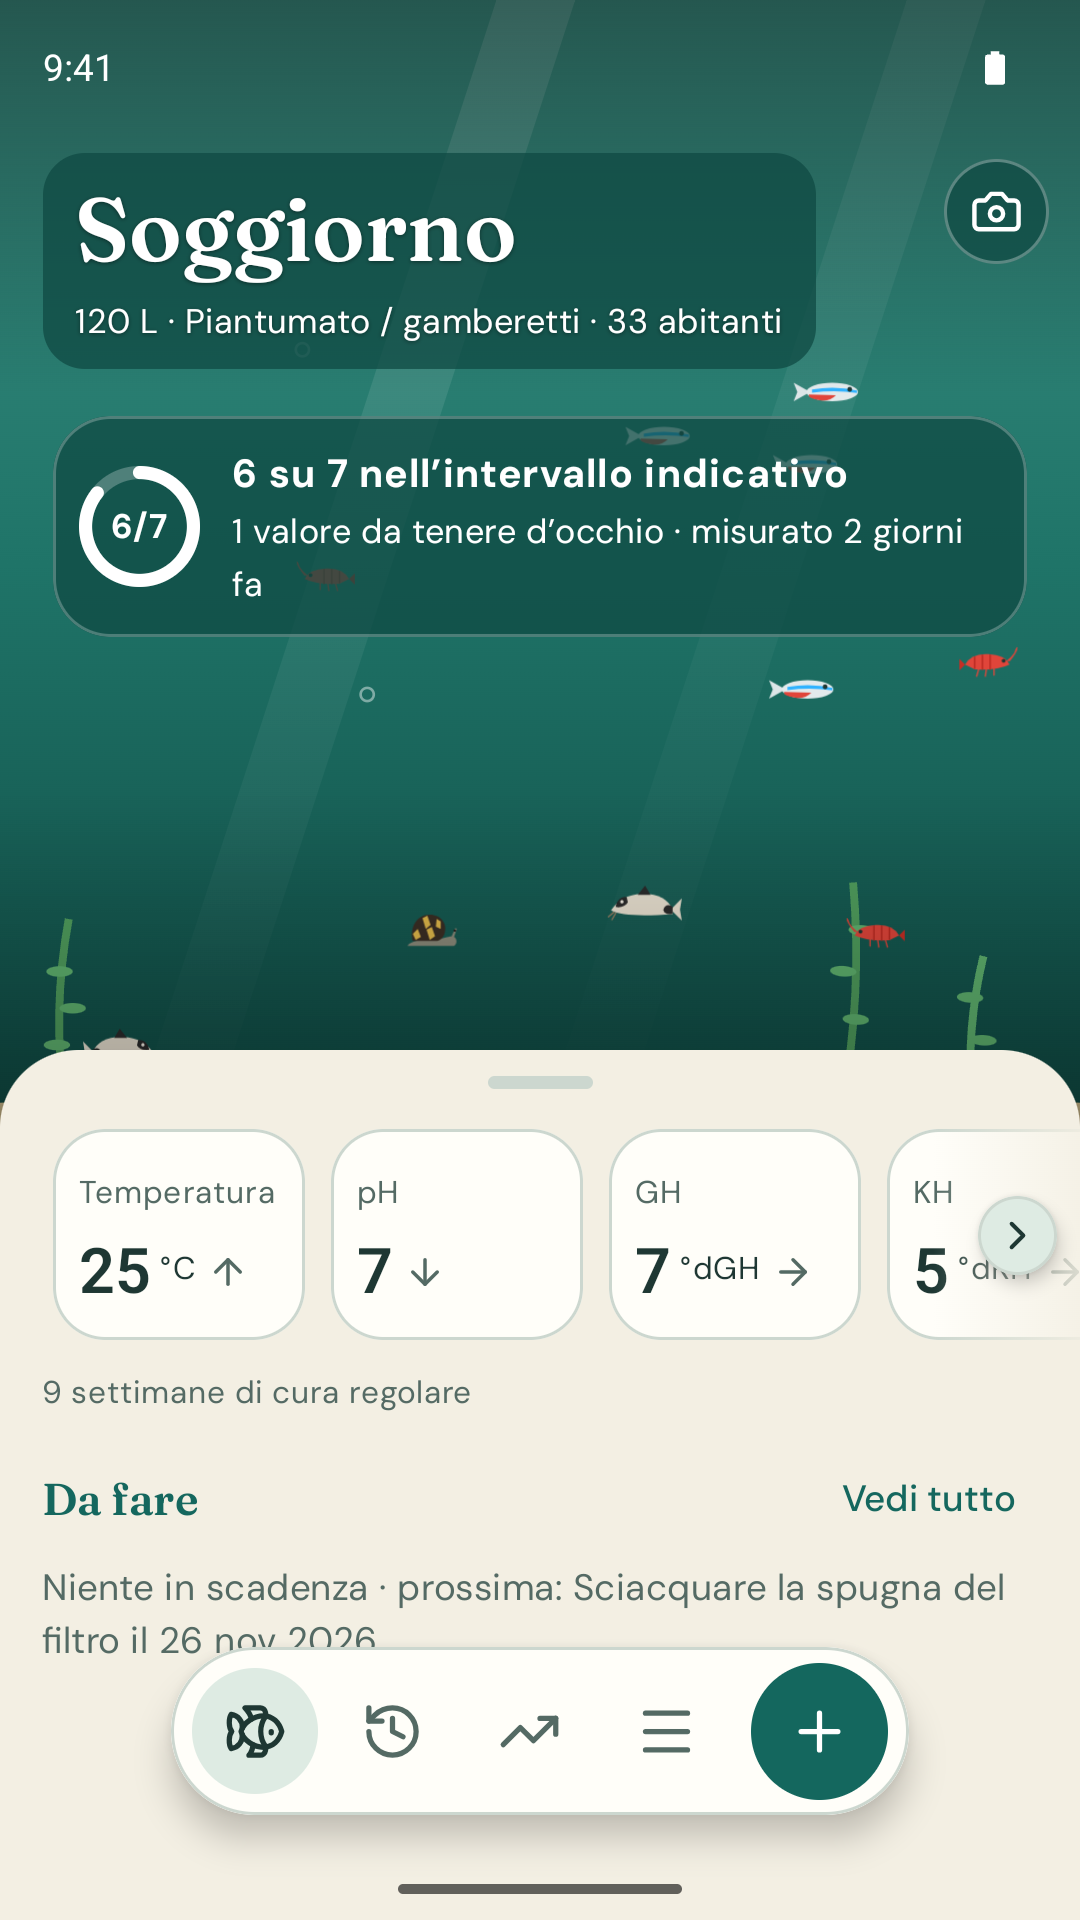 9:41
Soggiorno
120 L · Piantumato / gamberetti · 33 abitanti
6/7
6 su 7 nell’intervallo indicativo
1 valore da tenere d’occhio · misurato 2 giorni
fa
Temperatura
25 °C
pH
7
GH
7 °dGH
KH
5 °dKH
9 settimane di cura regolare
Da fare
Vedi tutto
Niente in scadenza · prossima: Sciacquare la spugna del
filtro il 26 nov 2026